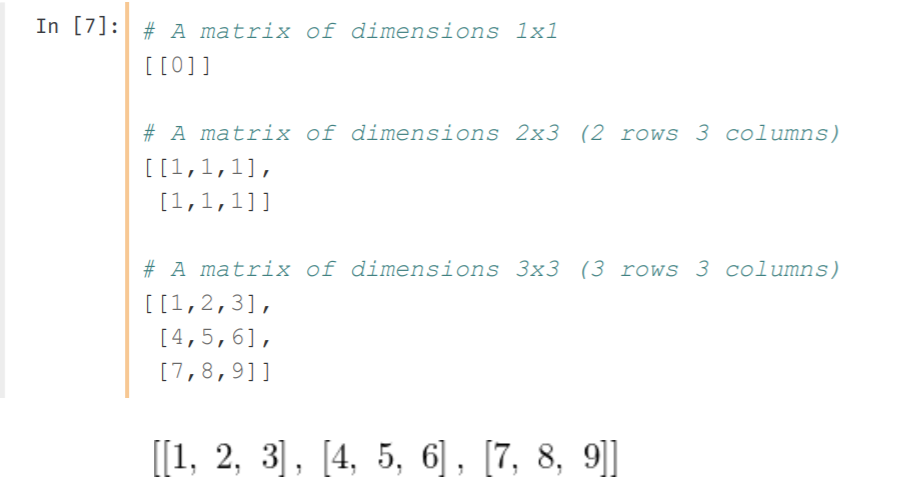 In [7]: # A matrix of dimensions 1x1
[[0]]
# A matrix of dimensions 2x3 (2 rows 3 columns)
[[1,1,1],
[1,1,1]]
# A matrix of dimensions 3x3 (3 rows 3 columns)
[[1,2,3],
[4,5,6],
[7,8,9]]
[[1, 2, 3], [4, 5, 6], [7, 8, 9]]